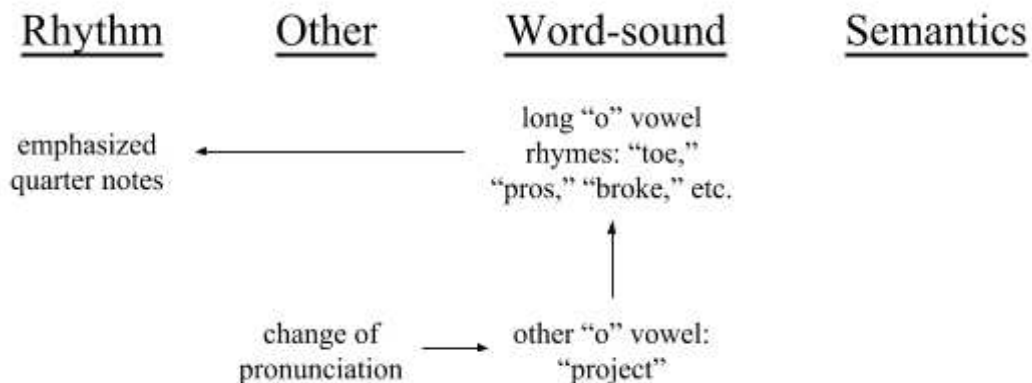 Rhythm Other Word-sound Semantics
emphasized
quarter notes
long “o” vowel
rhymes: “toe,”
“pros,” “broke,” etc.
change of
pronunciation
other “o” vowel:
“project”